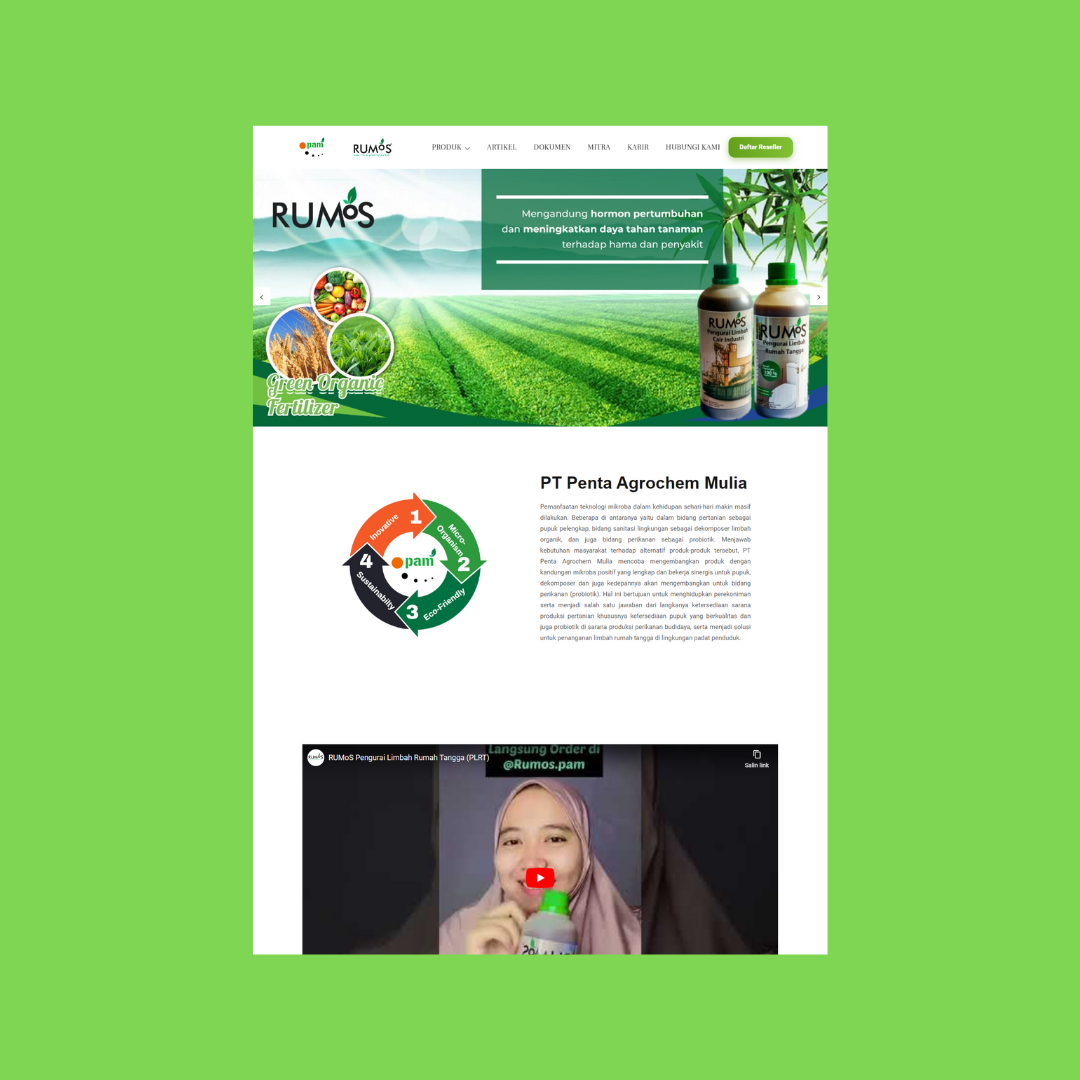 pam
RUMoS
PRODUK
ARTIKEL
DOKUMEN
MITRA
KARIR
HUBUNGI KAMI
Daftar Reseller
RUMoS
Mengandung hormon pertumbuhan
dan meningkatkan daya tahan tanaman
terhadap hama dan penyakit
Green Organic
Fertilizer
RUMoS
Pengurai Limbah
Cair Industri
RUMoS
Pengurai Limbah
Rumah Tangga
1
Inovative
Micro-
Organism
2
3
Eco-Friendly
4
Sustainabilty
pam
PT Penta Agrochem Mulia
Pemanfaatan teknologi mikroba dalam kehidupan sehari-hari makin masif
dilakukan. Beberapa di antaranya yaitu dalam bidang pertanian sebagai
pupuk pelengkap, bidang sanitasi lingkungan sebagai dekomposer limbah
organik, dan juga bidang perikanan sebagai probiotik. Menjawab
kebutuhan masyarakat terhadap alternatif produk-produk tersebut, PT
Penta Agrochem Mulia mencoba mengembangkan produk dengan
kandungan mikroba positif yang lengkap dan bekerja sinergis untuk pupuk,
dekomposer dan juga kedepannya akan mengembangkan untuk bidang
perikanan (probiotik). Hal ini bertujuan untuk menghidupkan perekoniman
serta menjadi salah satu jawaban dari langkanya ketersediaan sarana
produksi pertanian khususnya ketersediaan pupuk yang berkualitas dan
juga probiotik di sarana produksi perikanan budidaya, serta menjadi solusi
untuk penanganan limbah rumah tangga di lingkungan padat penduduk.
RUMoS
RUMoS Pengurai Limbah Rumah Tangga (PLRT)
Langsung Order di
@Rumos.pam
Salin link